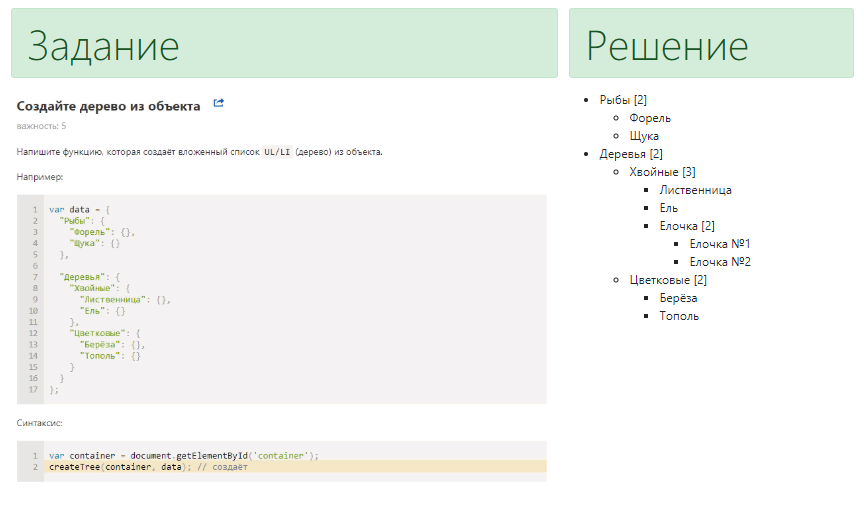 Задание
Создайте дерево из объекта
важность: 5
Напишите функцию, которая создаёт вложенный список UL/LI (дерево) из объекта.
Например:
1 var data = {
2 "Рыбы": {
3 "Форель": {},
4 "Щука": {}
5 },
6
7 "Деревья": {
8 "Хвойные": {
9 "Лиственница": {},
10 "Ель": {}
11 },
12 "Цветковые": {
13 "Берёза": {},
14 "Тополь": {}
15 }
16 }
17 };
Синтаксис:
1 var container = document.getElementById('container');
2 createTree(container, data); // создаёт
Решение
Рыбы [2]
Форель
Щука
Деревья [2]
Хвойные [3]
Лиственница
Ель
Елочка [2]
Елочка №1
Елочка №2
Цветковые [2]
Берёза
Тополь